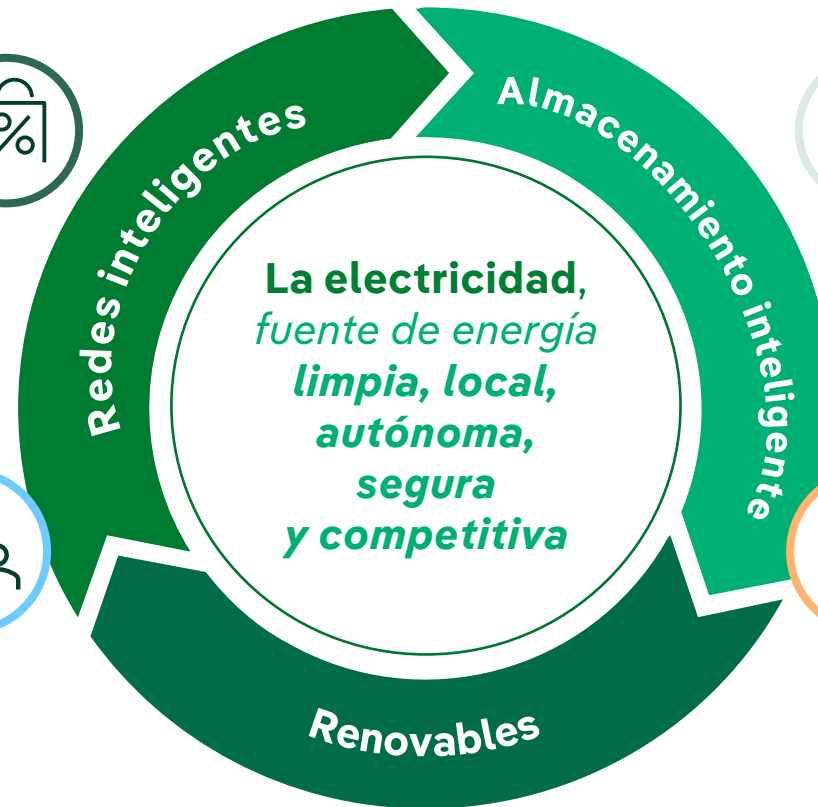 Redes inteligentes
Almacenamiento inteligente
La electricidad,
fuente de energía
limpia, local,
autónoma,
segura
y competitiva
Renovables
%